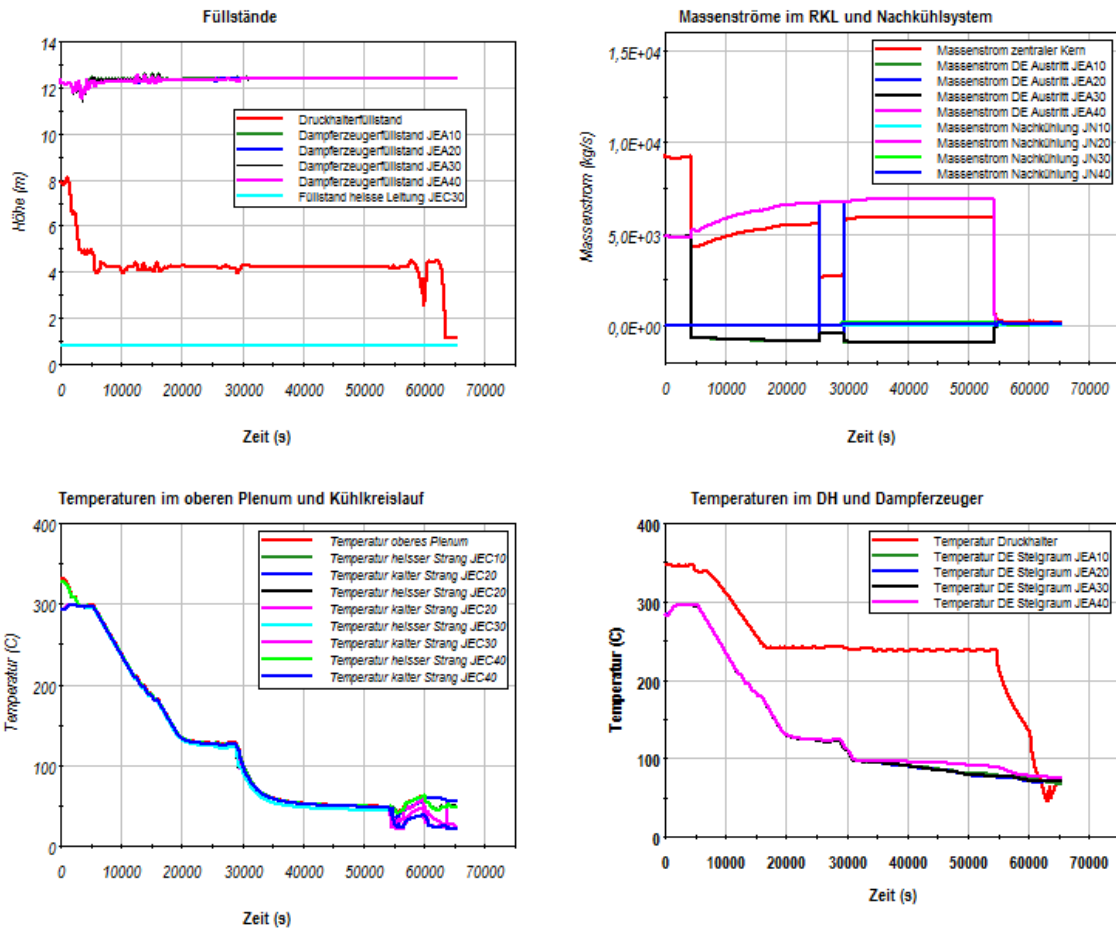 Füllstände
14
12
10
8
6
4
2
0
Höhe (m)
Druckhalterfüllstand
Dampferzeugerfüllstand JEA10
Dampferzeugerfüllstand JEA20
Dampferzeugerfüllstand JEA30
Dampferzeugerfüllstand JEA40
Füllstand heisse Leitung JEC30
0 10000 20000 30000 40000 50000 60000 70000
Zeit (s)
Massenströme im RKL und Nachkühlsystem
1,5E+04
1,0E+04
5,0E+03
0,0E+00
Massenstrom (kg/s)
Massenstrom zentraler Kern
Massenstrom DE Austritt JEA10
Massenstrom DE Austritt JEA20
Massenstrom DE Austritt JEA30
Massenstrom DE Austritt JEA40
Massenstrom Nachkühlung JN10
Massenstrom Nachkühlung JN20
Massenstrom Nachkühlung JN30
Massenstrom Nachkühlung JN40
0 10000 20000 30000 40000 50000 60000 70000
Zeit (s)
Temperaturen im oberen Plenum und Kühlkreislauf
400
300
200
100
0
Temperatur (C)
Temperatur oberes Plenum
Temperatur heisser Strang JEC10
Temperatur kalter Strang JEC20
Temperatur heisser Strang JEC20
Temperatur kalter Strang JEC20
Temperatur heisser Strang JEC30
Temperatur kalter Strang JEC30
Temperatur heisser Strang JEC40
Temperatur kalter Strang JEC40
0 10000 20000 30000 40000 50000 60000 70000
Zeit (s)
Temperaturen im DH und Dampferzeuger
400
300
200
100
0
Temperatur (C)
Temperatur Druckhalter
Temperatur DE Steigraum JEA10
Temperatur DE Steigraum JEA20
Temperatur DE Steigraum JEA30
Temperatur DE Steigraum JEA40
0 10000 20000 30000 40000 50000 60000 70000
Zeit (s)